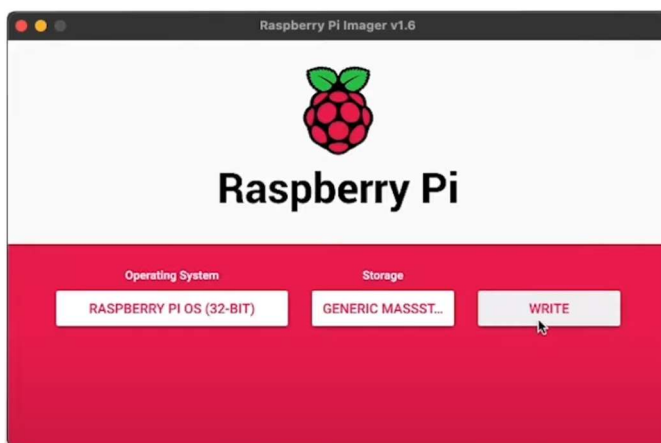 Raspberry Pi Imager v1.6
Raspberry Pi
Operating System
Storage
RASPBERRY PI OS (32-BIT)
GENERIC MASSST...
WRITE